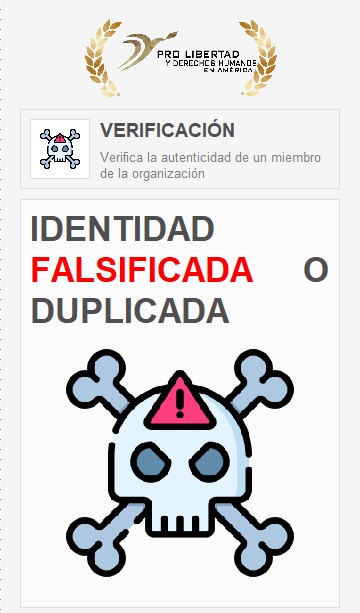 PRO LIBERTAD
Y DERECHOS HUMANOS
EN AMÉRICA
VERIFICACIÓN
Verifica la autenticidad de un miembro
de la organización
IDENTIDAD
FALSIFICADA O
DUPLICADA